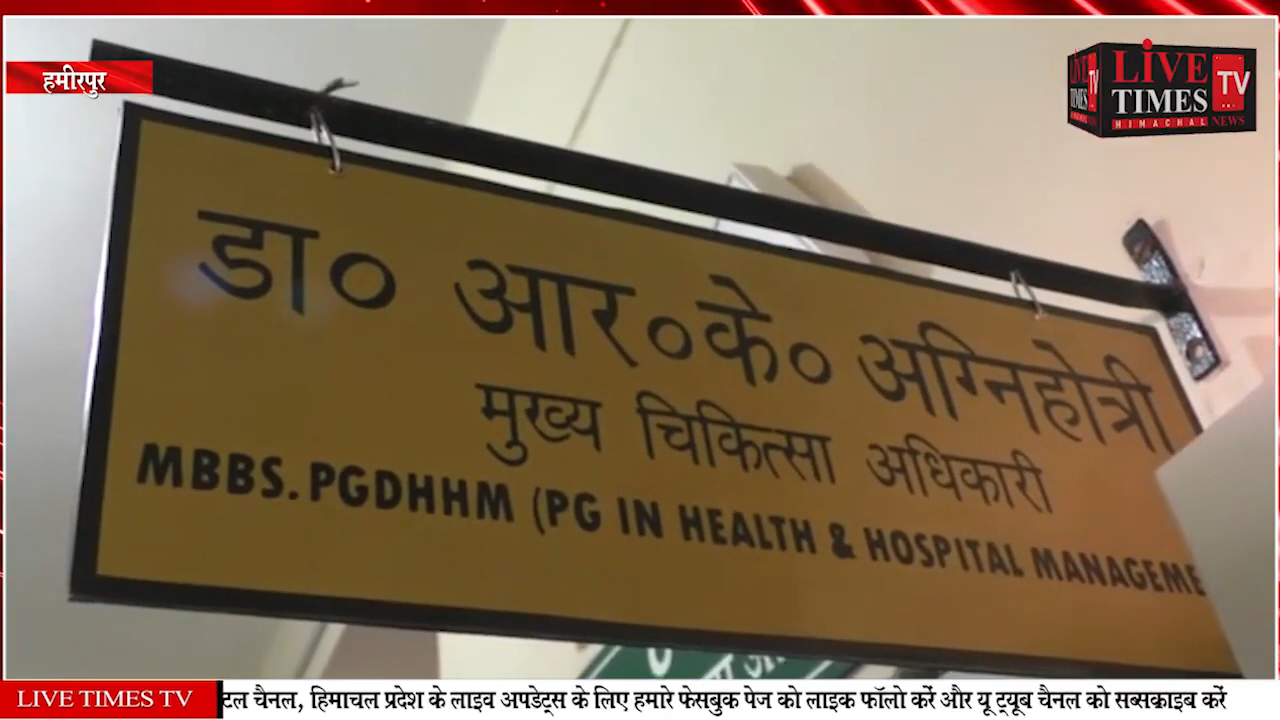 हमीरपुर
LIVE
TIMES
TV
HIMACHAL NEWS
डा० आर०के० अग्निहोत्री
मुख्य चिकित्सा अधिकारी
MBBS.PGDHHM (PG IN HEALTH & HOSPITAL MANAGEME
LIVE TIMES TV
टल चैनल, हिमाचल प्रदेश के लाइव अपडेट्स के लिए हमारे फेसबुक पेज को लाइक फॉलो करें और यू ट्यूब चैनल को सब्सक्राइब करें